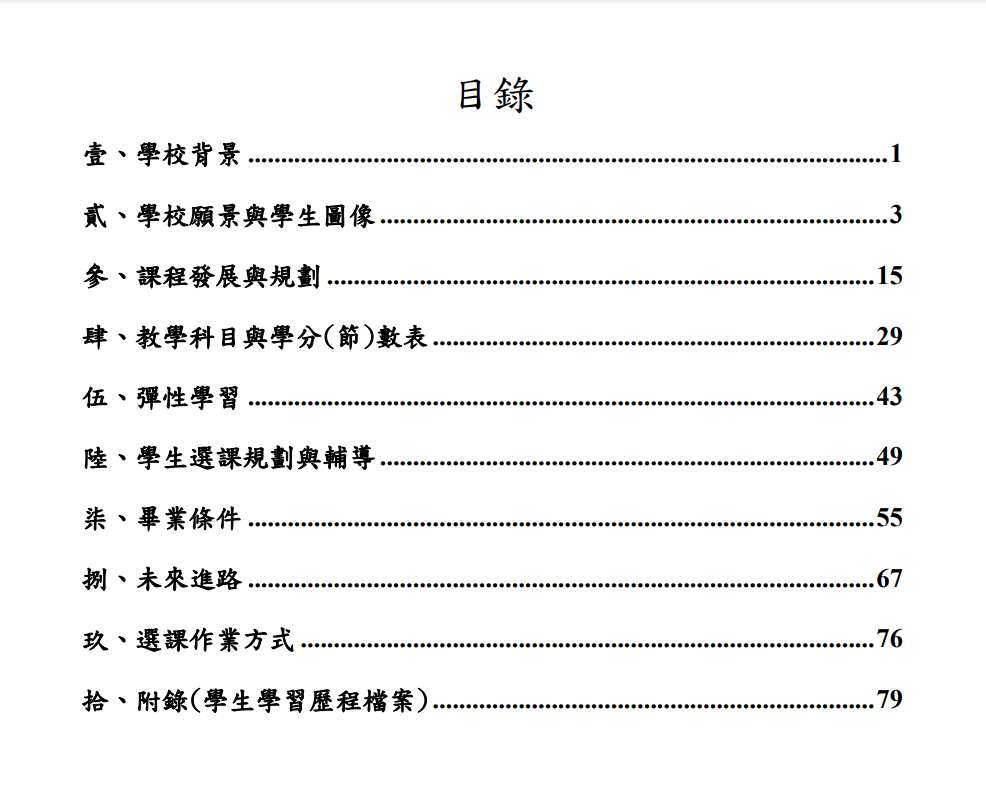 目錄
壹、學校背景........................................1
貳、學校願景與學生圖像........................................3
參、課程發展與規劃........................................15
肆、教學科目與學分(節)數表........................................29
伍、彈性學習........................................43
陸、學生選課規劃與輔導........................................49
柒、畢業條件........................................55
捌、未來進路........................................67
玖、選課作業方式........................................76
拾、附錄(學生學習歷程檔案)........................................79